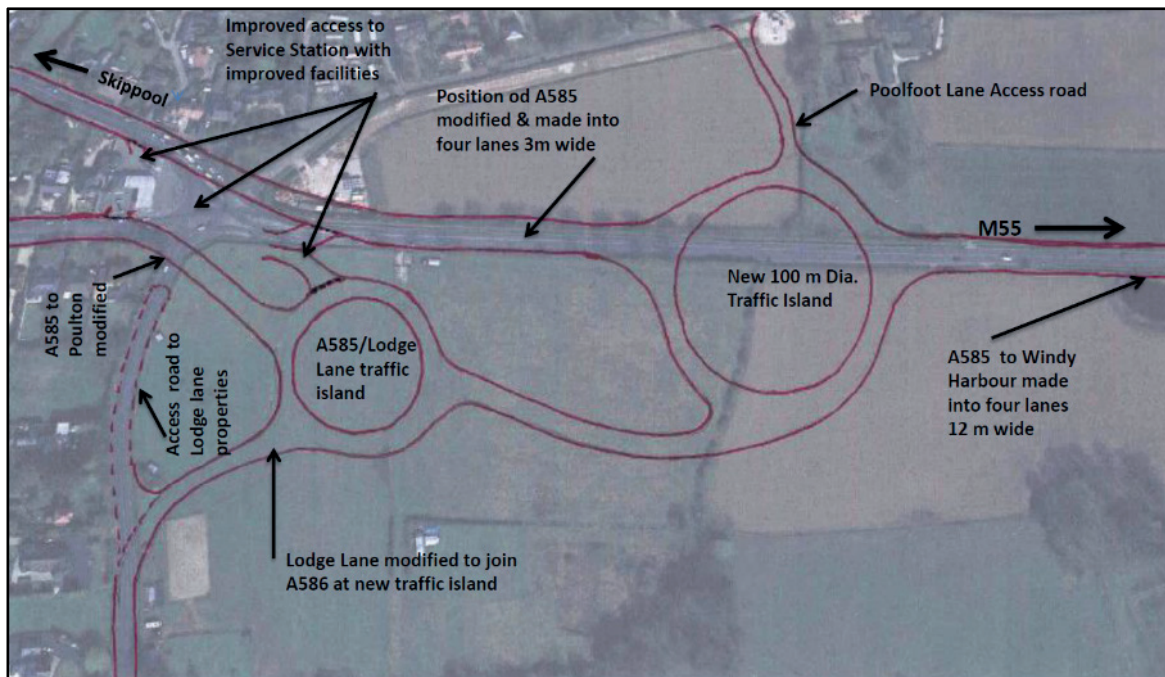 Improved access to
Service Station with
improved facilities
Skippool
Position od A585
modified & made into
four lanes 3m wide
Poolfoot Lane Access road
M55
New 100 m Dia.
Traffic Island
A585 to Poulton
modified
Access road to
Lodge lane
properties
A585/Lodge
Lane traffic
island
A585 to Windy
Harbour made
into four lanes
12 m wide
Lodge Lane modified to join
A586 at new traffic island